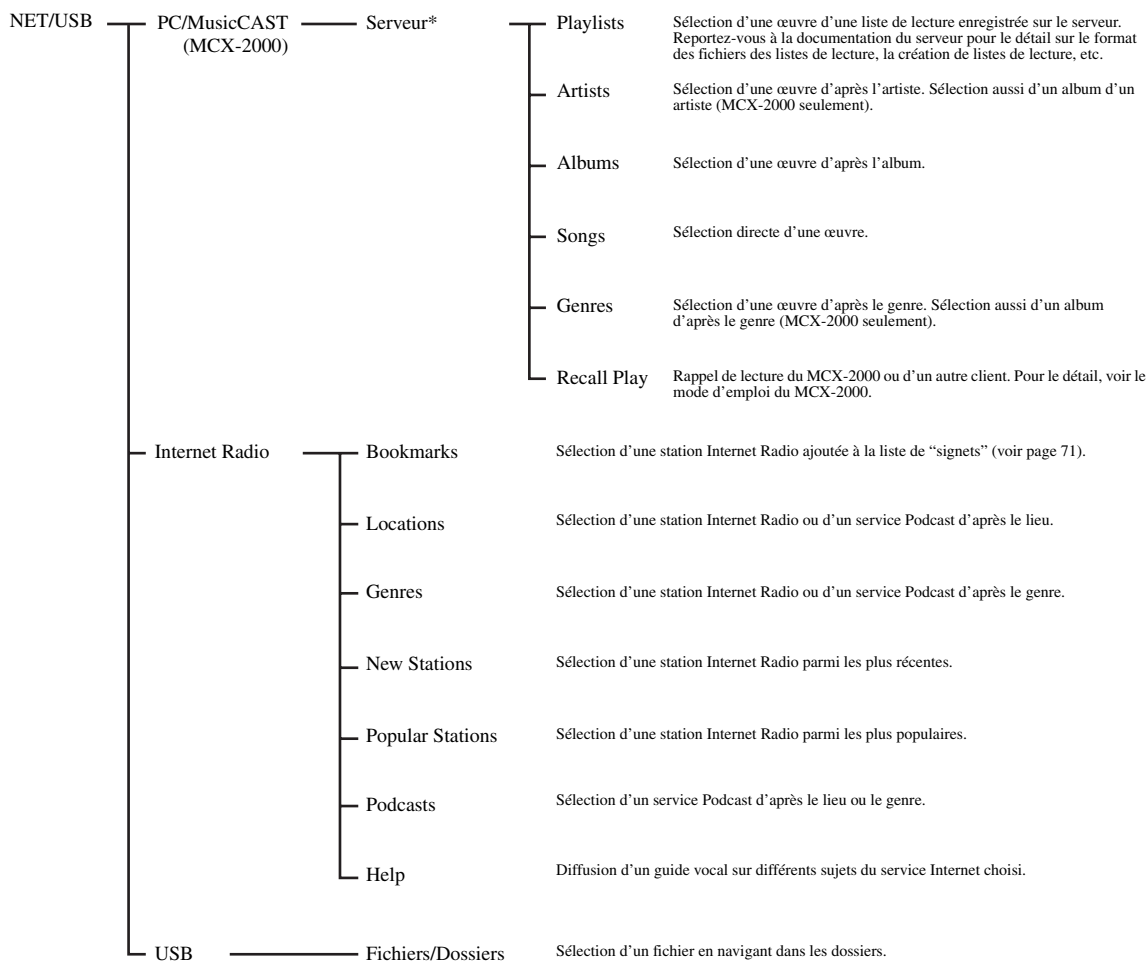 NET/USB
PC/MusicCAST
(MCX-2000)
Serveur*
Playlists
Sélection d’une œuvre d’une liste de lecture enregistrée sur le serveur.
Reportez-vous à la documentation du serveur pour le détail sur le format
des fichiers des listes de lecture, la création de listes de lecture, etc.
Artists
Sélection d’une œuvre d’après l’artiste. Sélection aussi d’un album d’un
artiste (MCX-2000 seulement).
Albums
Sélection d’une œuvre d’après l’album.
Songs
Sélection directe d’une œuvre.
Genres
Sélection d’une œuvre d’après le genre. Sélection aussi d’un album
d’après le genre (MCX-2000 seulement).
Recall Play
Rappel de lecture du MCX-2000 ou d’un autre client. Pour le détail, voir le
mode d’emploi du MCX-2000.
Internet Radio
Bookmarks
Sélection d’une station Internet Radio ajoutée à la liste de “signets” (voir page 71).
Locations
Sélection d’une station Internet Radio ou d’un service Podcast d’après le lieu.
Genres
Sélection d’une station Internet Radio ou d’un service Podcast d’après le genre.
New Stations
Sélection d’une station Internet Radio parmi les plus récentes.
Popular Stations
Sélection d’une station Internet Radio parmi les plus populaires.
Podcasts
Sélection d’un service Podcast d’après le lieu ou le genre.
Help
Diffusion d’un guide vocal sur différents sujets du service Internet choisi.
USB
Fichiers/Dossiers
Sélection d’un fichier en navigant dans les dossiers.